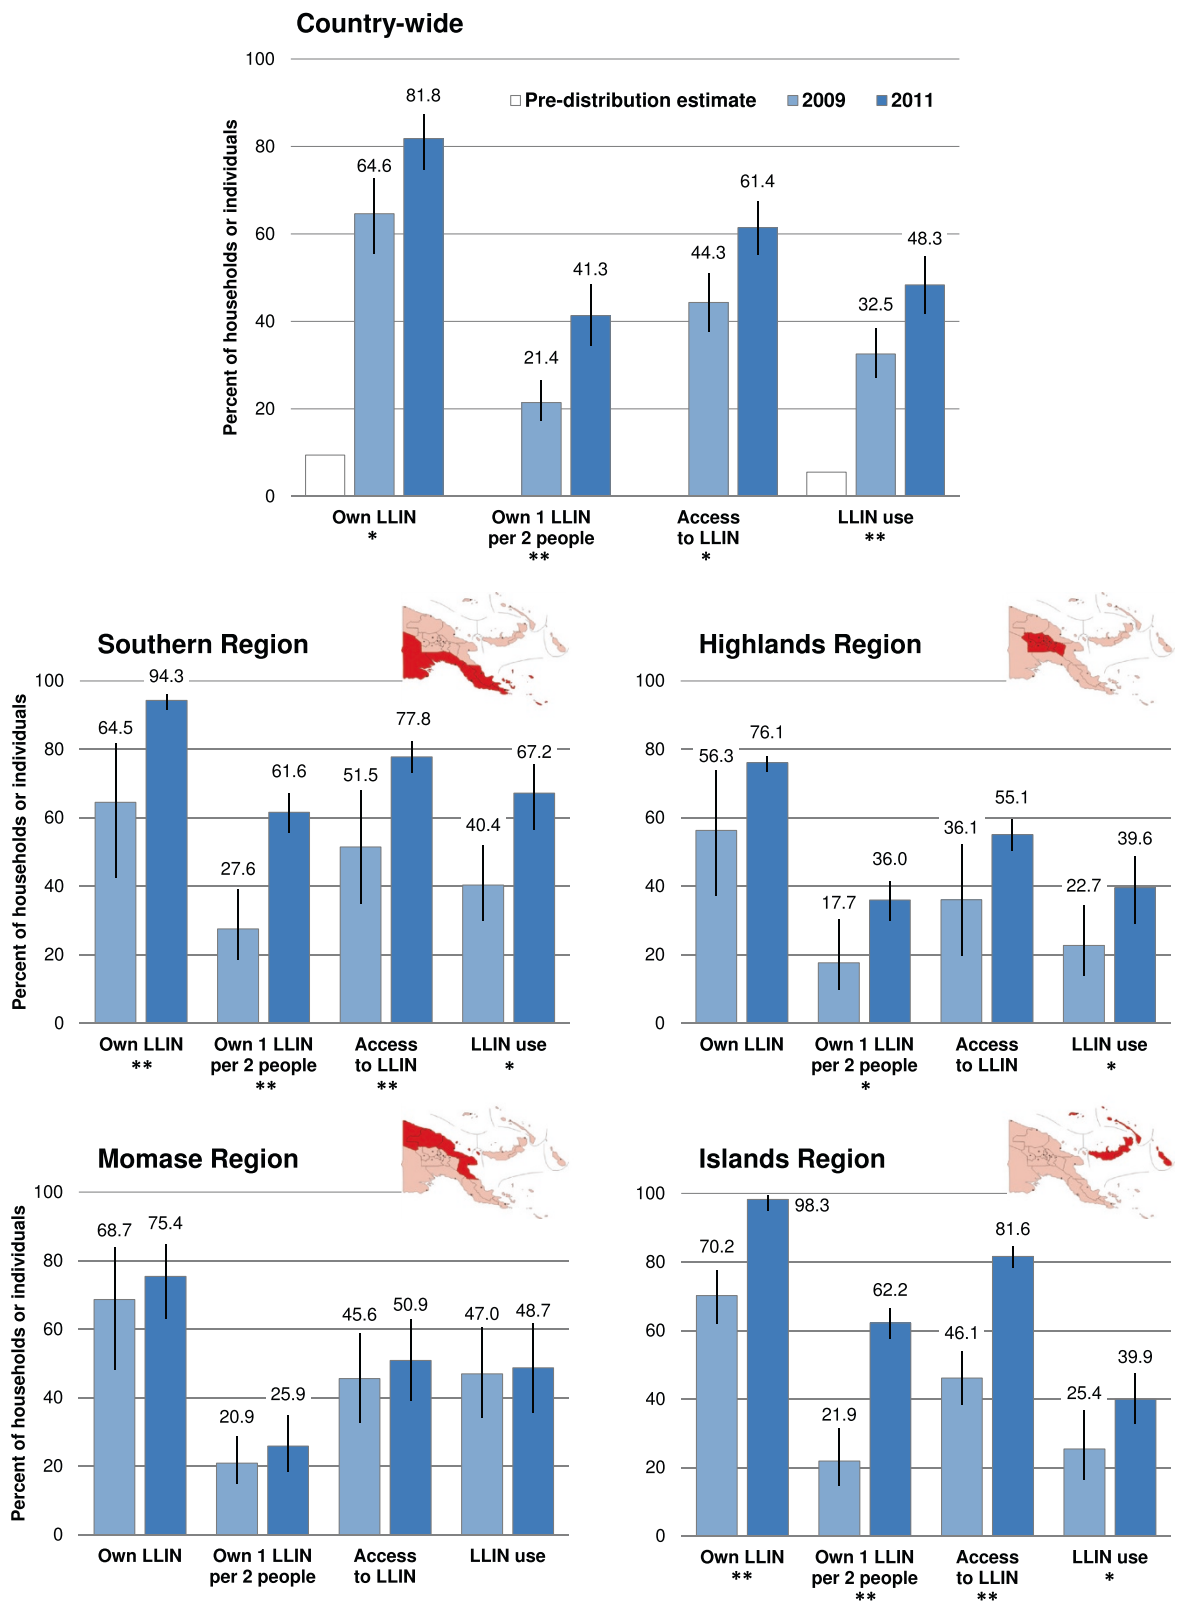 Country-wide
100
80
60
40
20
0
Percent of households or individuals
Pre-distribution estimate 2009 2011
64.6 81.8
21.4 41.3
44.3 61.4
32.5 48.3
Own LLIN
*
Own 1 LLIN
per 2 people
**
Access
to LLIN
*
LLIN use
**
Southern Region
100
80
60
40
20
0
Percent of households or individuals
64.5 94.3
27.6 61.6
51.5 77.8
40.4 67.2
Own LLIN
**
Own 1 LLIN
per 2 people
**
Access
to LLIN
**
LLIN use
*
Highlands Region
100
80
60
40
20
0
56.3 76.1
17.7 36.0
36.1 55.1
22.7 39.6
Own LLIN
Own 1 LLIN
per 2 people
*
Access
to LLIN
LLIN use
*
Momase Region
100
80
60
40
20
0
Percent of households or individuals
68.7 75.4
20.9 25.9
45.6 50.9
47.0 48.7
Own LLIN
Own 1 LLIN
per 2 people
Access
to LLIN
LLIN use
Islands Region
100
80
60
40
20
0
70.2 98.3
21.9 62.2
46.1 81.6
25.4 39.9
Own LLIN
**
Own 1 LLIN
per 2 people
**
Access
to LLIN
**
LLIN use
*